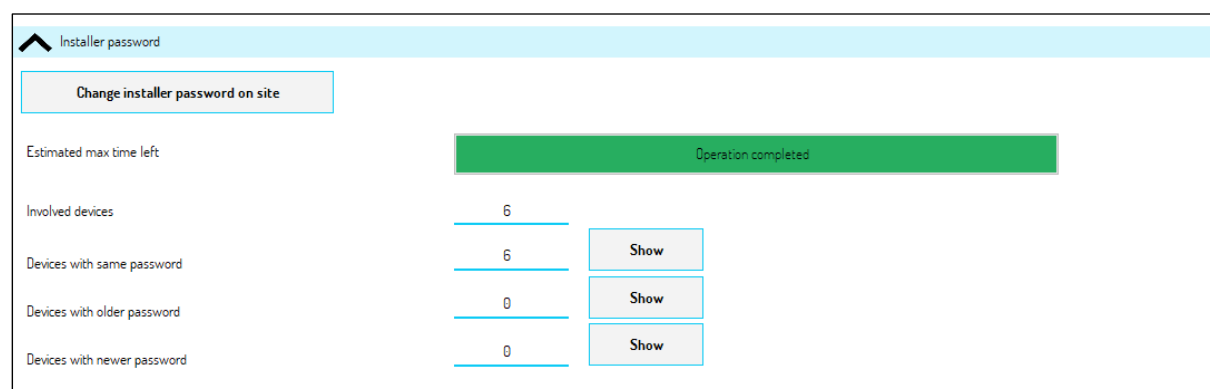 Installer password
Change installer password on site
Estimated max time left
Operation completed
Involved devices
6
Devices with same password
6
Show
Devices with older password
0
Show
Devices with newer password
0
Show